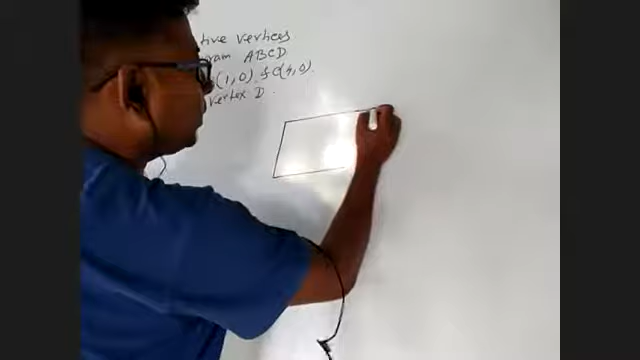 tive vertices
ram ABCD
(1,0) & C(4,0).
vertex D.